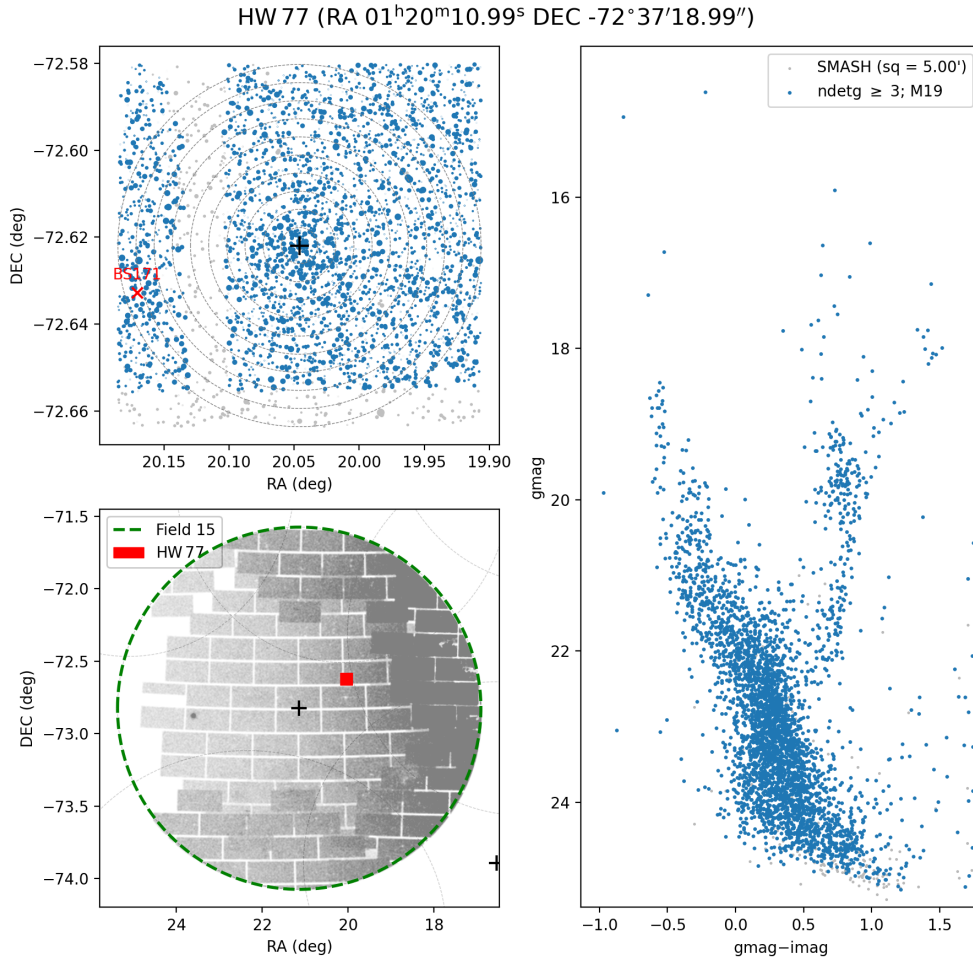 HW 77 (RA 01ʰ20ᵐ10.99ˢ DEC -72°37′18.99″)
−72.58
−72.60
−72.62
−72.64
−72.66
DEC (deg)
BS171
20.15
20.10
20.05
20.00
19.95
19.90
RA (deg)
−71.5
−72.0
−72.5
−73.0
−73.5
−74.0
DEC (deg)
Field 15
HW 77
24
22
20
18
RA (deg)
SMASH (sq = 5.00')
ndetg ≥ 3; M19
16
18
20
22
24
gmag
−1.0
−0.5
0.0
0.5
1.0
1.5
gmag−imag